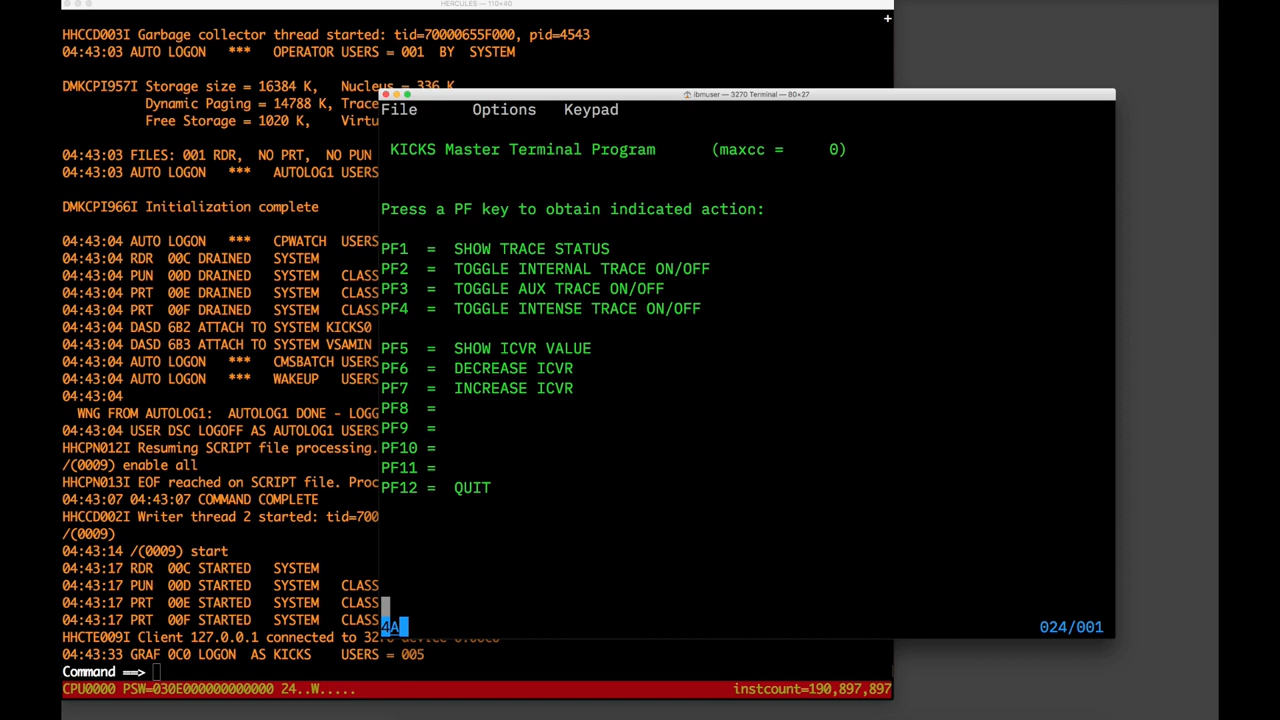 HERCULES — 110×40
HHCCD003I Garbage collector thread started: tid=70000655F000, pid=4543
04:43:03 AUTO LOGON   ***   OPERATOR USERS = 001  BY  SYSTEM
DMKCPI957I Storage size = 16384 K,   Nucleus = 336 K
Dynamic Paging = 14788 K, Trace
Free Storage = 1020 K,   Virtu
04:43:03 FILES: 001 RDR,  NO PRT,  NO PUN
04:43:03 AUTO LOGON   ***   AUTOLOG1 USERS
DMKCPI966I Initialization complete
04:43:04 AUTO LOGON   ***   CPWATCH  USERS
04:43:04 RDR  00C DRAINED   SYSTEM
04:43:04 PUN  00D DRAINED   SYSTEM   CLASS
04:43:04 PRT  00E DRAINED   SYSTEM   CLASS
04:43:04 PRT  00F DRAINED   SYSTEM   CLASS
04:43:04 DASD 6B2 ATTACH TO SYSTEM KICKS0
04:43:04 DASD 6B3 ATTACH TO SYSTEM VSAMIN
04:43:04 AUTO LOGON   ***   CMSBATCH USERS
04:43:04 AUTO LOGON   ***   WAKEUP   USERS
04:43:04
WNG FROM AUTOLOG1:  AUTOLOG1 DONE - LOGG
04:43:04 USER DSC LOGOFF AS AUTOLOG1 USERS
HHCPN012I Resuming SCRIPT file processing.
/(0009) enable all
HHCPN013I EOF reached on SCRIPT file. Proc
04:43:07 04:43:07 COMMAND COMPLETE
HHCCD002I Writer thread 2 started: tid=700
/(0009)
04:43:14 /(0009) start
04:43:17 RDR  00C STARTED   SYSTEM
04:43:17 PUN  00D STARTED   SYSTEM   CLASS
04:43:17 PRT  00E STARTED   SYSTEM   CLASS
04:43:17 PRT  00F STARTED   SYSTEM   CLASS
HHCTE009I Client 127.0.0.1 connected to 3270 device 0:00C0
04:43:33 GRAF 0C0 LOGON  AS KICKS    USERS = 005
Command ==>
CPU0000 PSW=030E000000000000 24..W.....   instcount=190,897,897
ibmuser — 3270 Terminal — 80×27
File   Options   Keypad
KICKS Master Terminal Program      (maxcc =     0)
Press a PF key to obtain indicated action:
PF1  =  SHOW TRACE STATUS
PF2  =  TOGGLE INTERNAL TRACE ON/OFF
PF3  =  TOGGLE AUX TRACE ON/OFF
PF4  =  TOGGLE INTENSE TRACE ON/OFF
PF5  =  SHOW ICVR VALUE
PF6  =  DECREASE ICVR
PF7  =  INCREASE ICVR
PF8  =
PF9  =
PF10 =
PF11 =
PF12 =  QUIT
4A   024/001